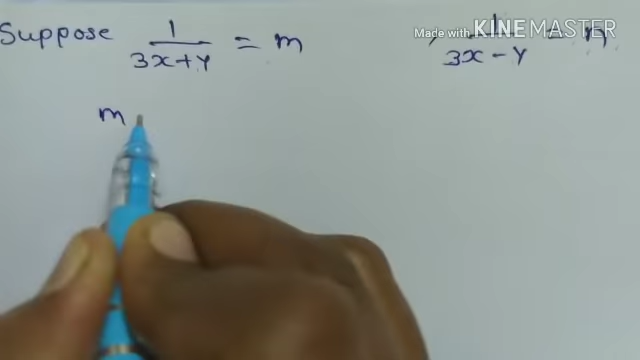 Suppose 1/(3x+y) = m , 1/(3x-y) = n
Made with KINEMASTER
m